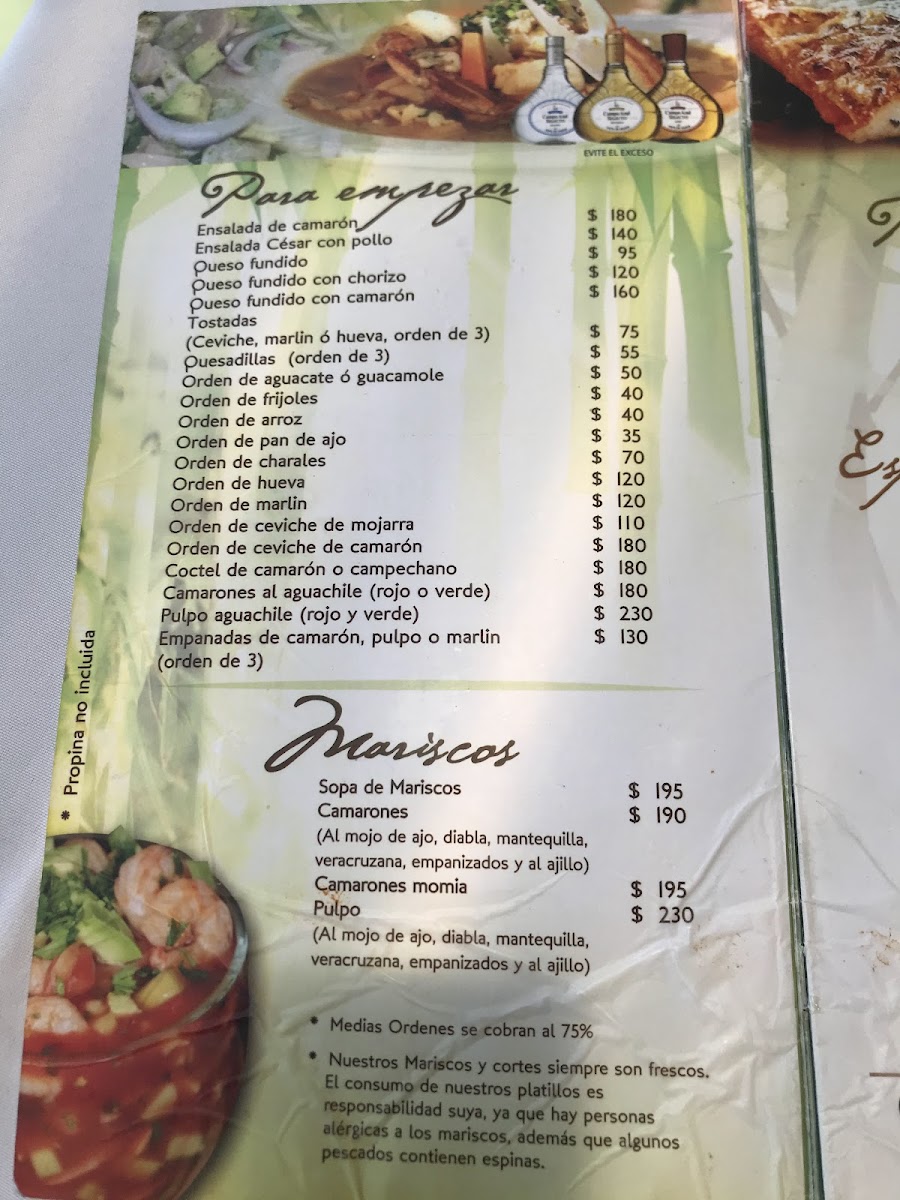 EVITE EL EXCESO
Para empezar
Ensalada de camarón $ 180
Ensalada César con pollo $ 140
Queso fundido $ 95
Queso fundido con chorizo $ 120
Queso fundido con camarón $ 160
Tostadas
(Ceviche, marlin ó hueva, orden de 3) $ 75
Quesadillas (orden de 3) $ 55
Orden de aguacate ó guacamole $ 50
Orden de frijoles $ 40
Orden de arroz $ 40
Orden de pan de ajo $ 35
Orden de charales $ 70
Orden de hueva $ 120
Orden de marlin $ 120
Orden de ceviche de mojarra $ 110
Orden de ceviche de camarón $ 180
Coctel de camarón o campechano $ 180
Camarones al aguachile (rojo o verde) $ 180
Pulpo aguachile (rojo y verde) $ 230
Empanadas de camarón, pulpo o marlin $ 130
(orden de 3)
* Propina no incluida
Mariscos
Sopa de Mariscos $ 195
Camarones $ 190
(Al mojo de ajo, diabla, mantequilla,
veracruzana, empanizados y al ajillo)
Camarones momia $ 195
Pulpo $ 230
(Al mojo de ajo, diabla, mantequilla,
veracruzana, empanizados y al ajillo)
* Medias Ordenes se cobran al 75%
* Nuestros Mariscos y cortes siempre son frescos.
El consumo de nuestros platillos es
responsabilidad suya, ya que hay personas
alérgicas a los mariscos, además que algunos
pescados contienen espinas.